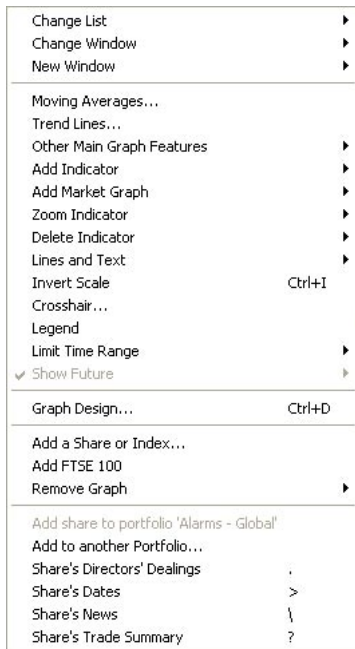 Change List
Change Window
New Window
Moving Averages...
Trend Lines...
Other Main Graph Features
Add Indicator
Add Market Graph
Zoom Indicator
Delete Indicator
Lines and Text
Invert Scale Ctrl+I
Crosshair...
Legend
Limit Time Range
Show Future
Graph Design... Ctrl+D
Add a Share or Index...
Add FTSE 100
Remove Graph
Add share to portfolio 'Alarms - Global'
Add to another Portfolio...
Share's Directors' Dealings .
Share's Dates >
Share's News \
Share's Trade Summary ?